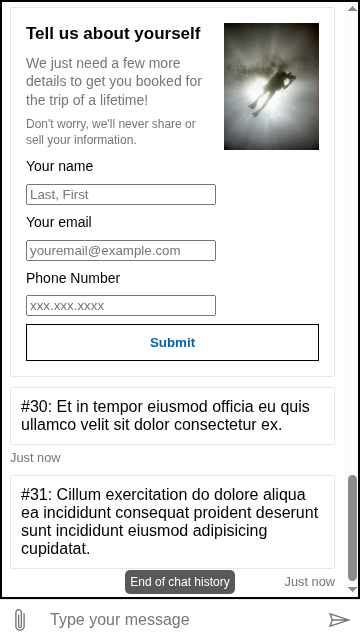 Tell us about yourself
We just need a few more
details to get you booked for
the trip of a lifetime!
Don't worry, we'll never share or
sell your information.
Your name
Last, First
Your email
youremail@example.com
Phone Number
xxx.xxx.xxxx
Submit
#30: Et in tempor eiusmod officia eu quis
ullamco velit sit dolor consectetur ex.
Just now
#31: Cillum exercitation do dolore aliqua
ea incididunt consequat proident deserunt
sunt incididunt eiusmod adipisicing
cupidatat.
End of chat history
Just now
Type your message